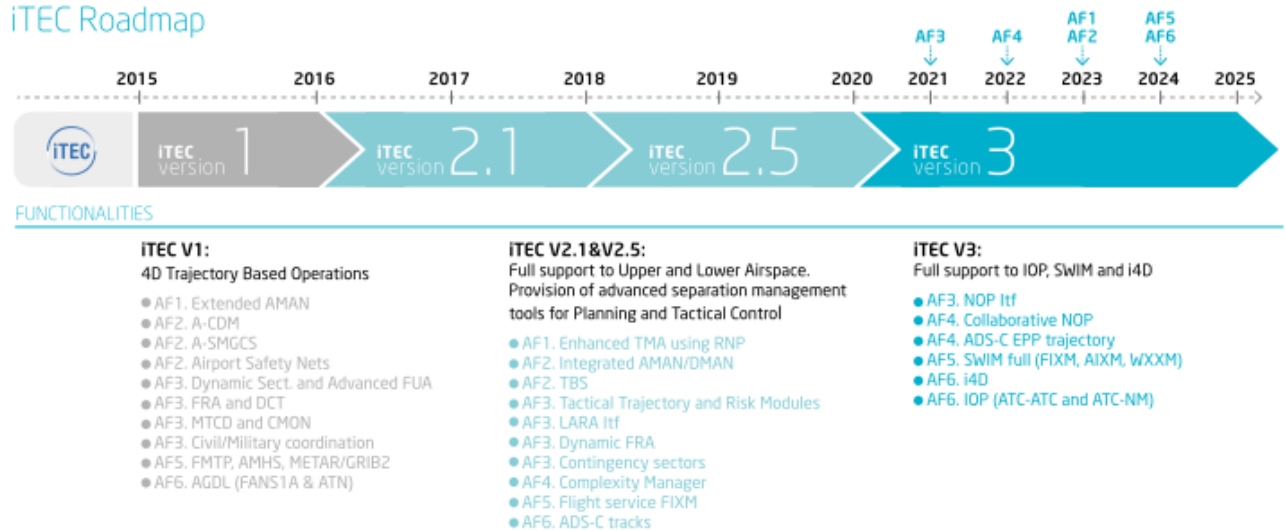 iTEC Roadmap
AF3
AF4
AF1
AF2
AF5
AF6
2015 2016 2017 2018 2019 2020 2021 2022 2023 2024 2025
iTEC
iTEC version 1
iTEC version 2.1
iTEC version 2.5
iTEC version 3
FUNCTIONALITIES
iTEC V1:
4D Trajectory Based Operations
AF1. Extended AMAN
AF2. A-CDM
AF2. A-SMGCS
AF2. Airport Safety Nets
AF3. Dynamic Sect. and Advanced FUA
AF3. FRA and DCT
AF3. MTCD and CMON
AF3. Civil/Military coordination
AF5. FMTP, AMHS, METAR/GRIB2
AF6. AGDL (FANS1A & ATN)
iTEC V2.1&V2.5:
Full support to Upper and Lower Airspace.
Provision of advanced separation management
tools for Planning and Tactical Control
AF1. Enhanced TMA using RNP
AF2. Integrated AMAN/DMAN
AF2. TBS
AF3. Tactical Trajectory and Risk Modules
AF3. LARA Itf
AF3. Dynamic FRA
AF3. Contingency sectors
AF4. Complexity Manager
AF5. Flight service FIXM
AF6. ADS-C tracks
iTEC V3:
Full support to IOP, SWIM and i4D
AF3. NOP Itf
AF4. Collaborative NOP
AF4. ADS-C EPP trajectory
AF5. SWIM full (FIXM, AIXM, WXXM)
AF6. i4D
AF6. IOP (ATC-ATC and ATC-NM)